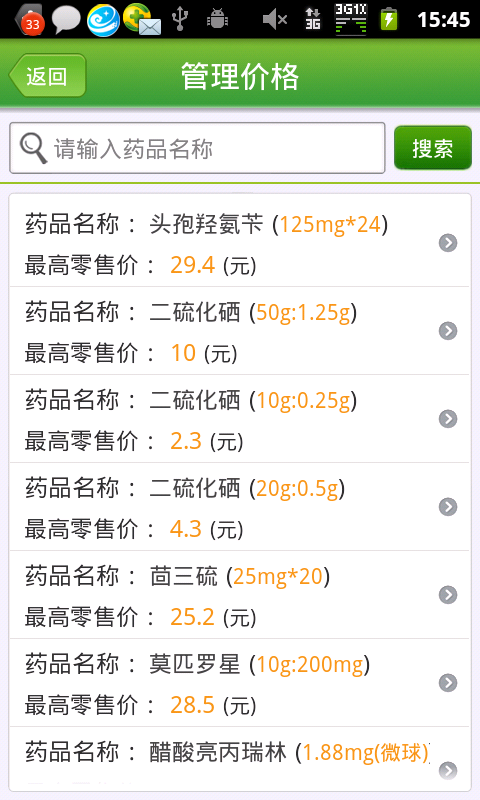 33
3G
3G1X
15:45
返回
管理价格
请输入药品名称
搜索
药品名称： 头孢羟氨苄 (125mg*24)
最高零售价： 29.4 (元)
药品名称： 二硫化硒 (50g:1.25g)
最高零售价： 10 (元)
药品名称： 二硫化硒 (10g:0.25g)
最高零售价： 2.3 (元)
药品名称： 二硫化硒 (20g:0.5g)
最高零售价： 4.3 (元)
药品名称： 茴三硫 (25mg*20)
最高零售价： 25.2 (元)
药品名称： 莫匹罗星 (10g:200mg)
最高零售价： 28.5 (元)
药品名称： 醋酸亮丙瑞林 (1.88mg(微球)